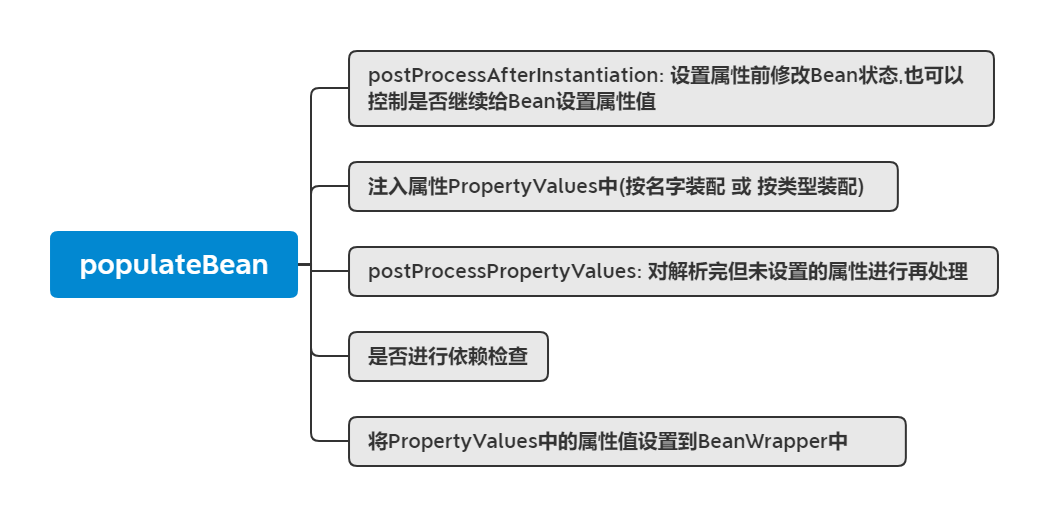 postProcessAfterInstantiation: 设置属性前修改Bean状态,也可以
控制是否继续给Bean设置属性值
注入属性PropertyValues中(按名字装配 或 按类型装配)
populateBean
postProcessPropertyValues: 对解析完但未设置的属性进行再处理
是否进行依赖检查
将PropertyValues中的属性值设置到BeanWrapper中